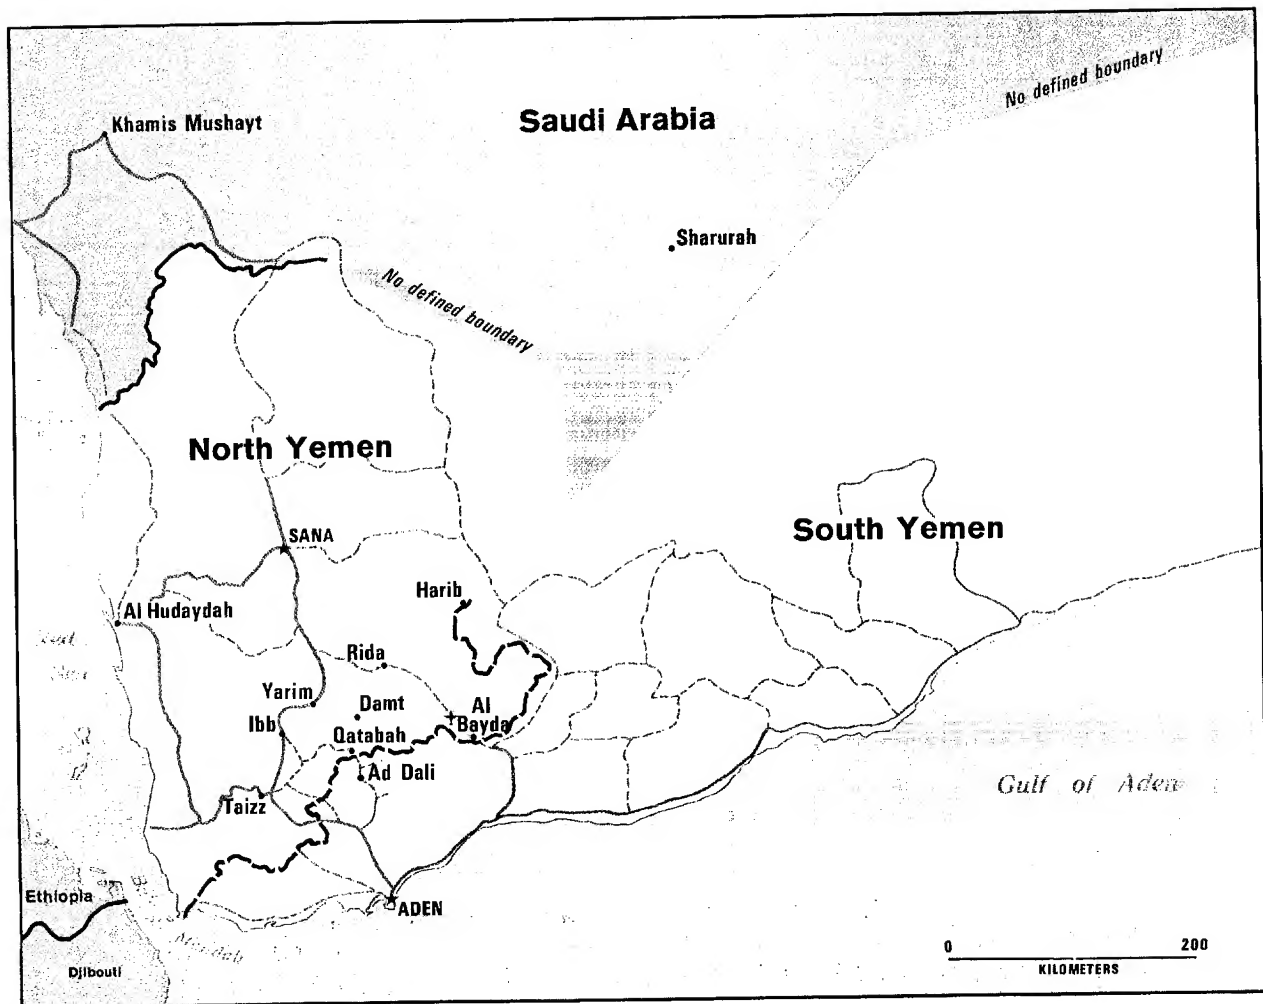 No defined boundary
Khamis Mushayt
Saudi Arabia
Sharurah
No defined boundary
North Yemen
SANA
South Yemen
Harib
Al Hudaydah
Rida
Yarim
Damt
Al
Bayda
Ibb
Qatabah
Ad Dali
Gulf of Aden
Taizz
Ethiopia
ADEN
0 200
KILOMETERS
Djibouti